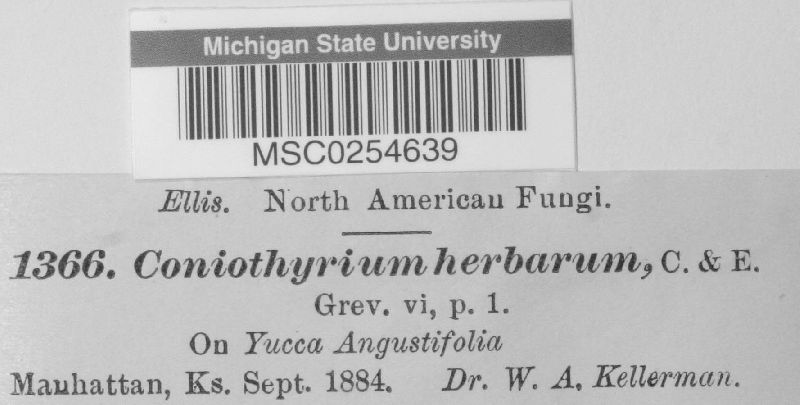 Michigan State University
MSC0254639
Ellis. North American Fungi.
1366. Coniothyrium herbarum, C. & E.
Grev. vi, p. 1.
On Yucca Angustifolia
Manhattan, Ks. Sept. 1884. Dr. W. A. Kellerman.